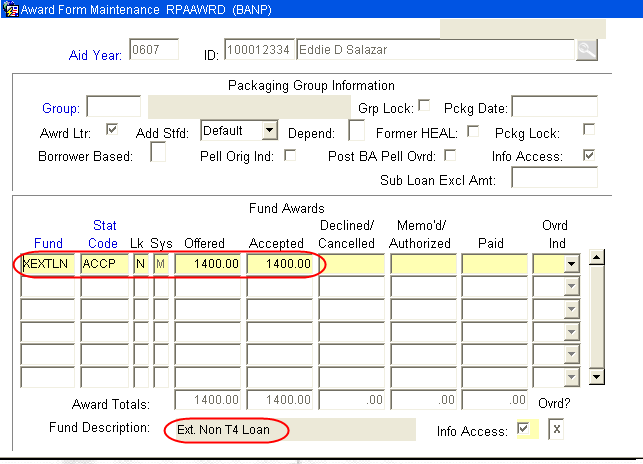 Award Form Maintenance RPAAWRD (BANP)
Aid Year: 0607 ID: 100012334 Eddie D Salazar
Packaging Group Information
Group: Grp Lock: Pckg Date:
Awrd Ltr: Add Stfd: Default Depend: Former HEAL: Pckg Lock:
Borrower Based: Pell Orig Ind: Post BA Pell Ovrd: Info Access:
Sub Loan Excl Amt:
Fund Awards
Stat Declined/ Memo'd/ Ovrd
Fund Code Lk Sys Offered Accepted Cancelled Authorized Paid Ind
XEXTLN ACCP N M 1400.00 1400.00
Award Totals: 1400.00 1400.00 .00 .00 .00 Ovrd?
Fund Description: Ext. Non T4 Loan Info Access: X